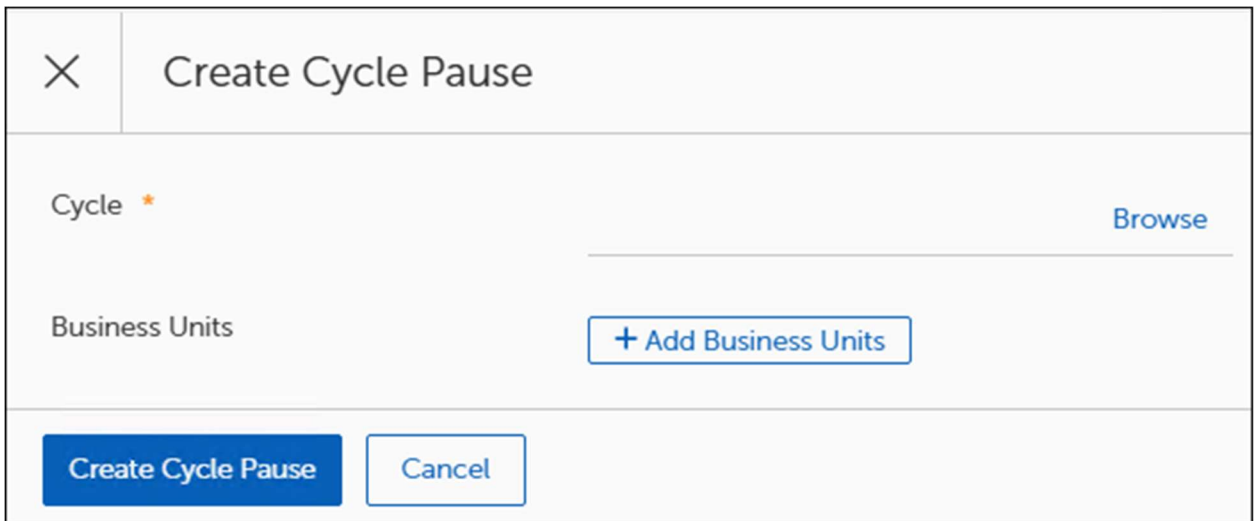 Create Cycle Pause
Cycle *
Browse
Business Units
+ Add Business Units
Create Cycle Pause
Cancel